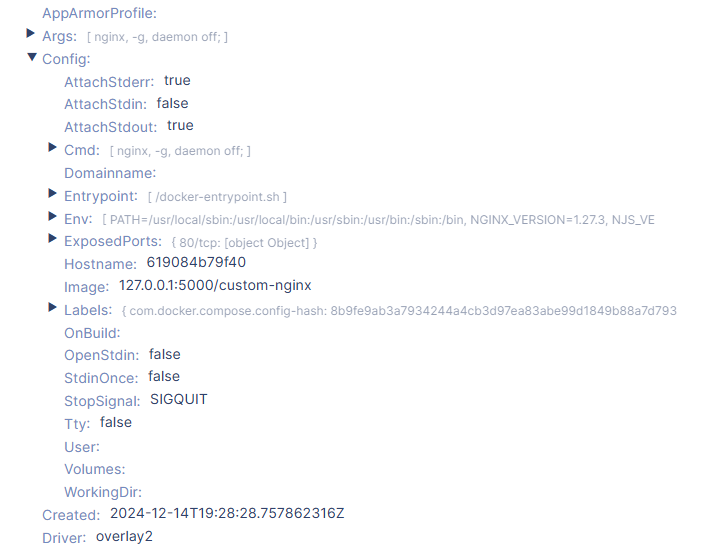 AppArmorProfile:
Args: [ nginx, -g, daemon off; ]
Config:
AttachStderr: true
AttachStdin: false
AttachStdout: true
Cmd: [ nginx, -g, daemon off; ]
Domainname:
Entrypoint: [ /docker-entrypoint.sh ]
Env: [ PATH=/usr/local/sbin:/usr/local/bin:/usr/sbin:/usr/bin:/sbin:/bin, NGINX_VERSION=1.27.3, NJS_VE
ExposedPorts: { 80/tcp: [object Object] }
Hostname: 619084b79f40
Image: 127.0.0.1:5000/custom-nginx
Labels: { com.docker.compose.config-hash: 8b9fe9ab3a7934244a4cb3d97ea83abe99d1849b88a7d793
OnBuild:
OpenStdin: false
StdinOnce: false
StopSignal: SIGQUIT
Tty: false
User:
Volumes:
WorkingDir:
Created: 2024-12-14T19:28:28.757862316Z
Driver: overlay2